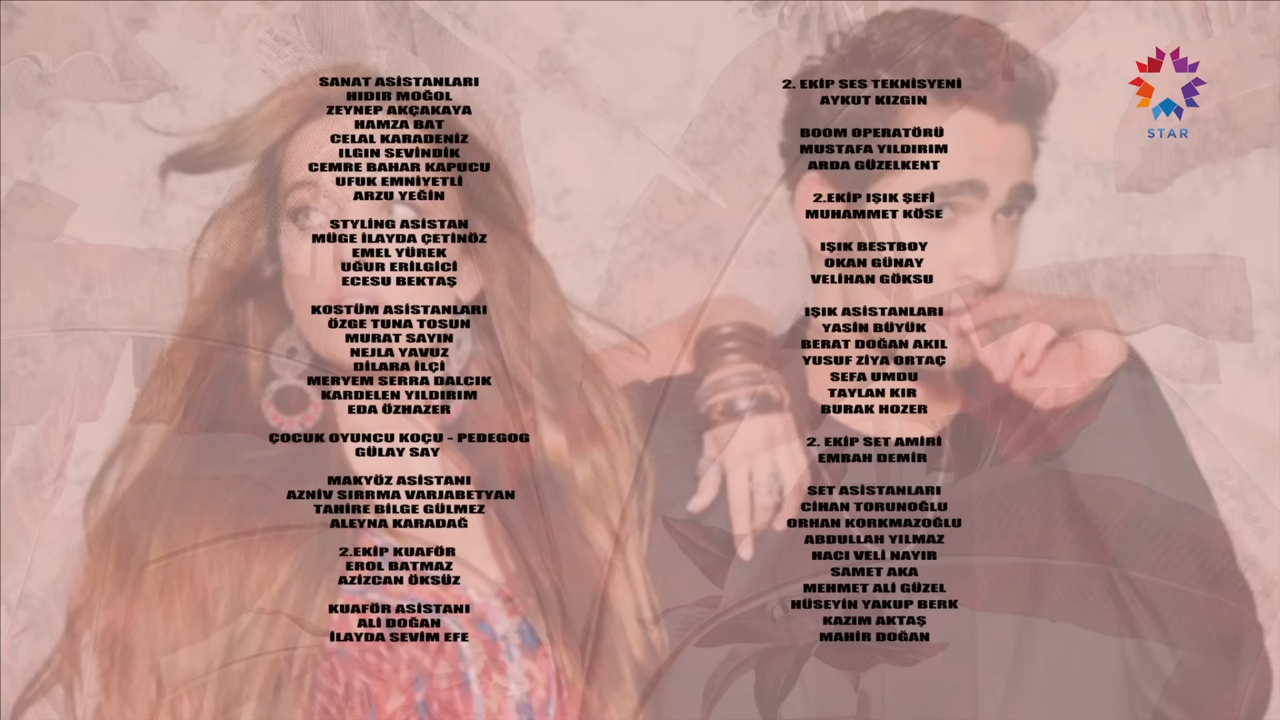 SANAT ASİSTANLARI
HIDIR MOĞOL
ZEYNEP AKÇAKAYA
HAMZA BAT
CELAL KARADENİZ
ILGIN SEVİNDİK
CEMRE BAHAR KAPUCU
UFUK EMNİYETLİ
ARZU YEĞİN
STYLİNG ASİSTAN
MÜGE İLAYDA ÇETİNÖZ
EMEL YÜREK
UĞUR ERİLGİCİ
ECESU BEKTAŞ
KOSTÜM ASİSTANLARI
ÖZGE TUNA TOSUN
MURAT SAYIN
NEJLA YAVUZ
DİLARA İLÇİ
MERYEM SERRA DALCIK
KARDELEN YILDIRIM
EDA ÖZHAZER
ÇOCUK OYUNCU KOÇU - PEDEGOG
GÜLAY SAY
MAKYÖZ ASİSTANI
AZNİV SIRRMA VARJABETYAN
TAHİRE BİLGE GÜLMEZ
ALEYNA KARADAĞ
2.EKİP KUAFÖR
EROL BATMAZ
AZİZCAN ÖKSÜZ
KUAFÖR ASİSTANI
ALİ DOĞAN
İLAYDA SEVİM EFE
2. EKİP SES TEKNİSYENİ
AYKUT KIZGIN
BOOM OPERATÖRÜ
MUSTAFA YILDIRIM
ARDA GÜZELKENT
2.EKİP IŞIK ŞEFİ
MUHAMMET KÖSE
IŞIK BESTBOY
OKAN GÜNAY
VELİHAN GÖKSU
IŞIK ASİSTANLARI
YASİN BÜYÜK
BERAT DOĞAN AKIL
YUSUF ZİYA ORTAÇ
SEFA UMDU
TAYLAN KIR
BURAK HOZER
2. EKİP SET AMİRİ
EMRAH DEMİR
SET ASİSTANLARI
CİHAN TORUNOĞLU
ORHAN KORKMAZOĞLU
ABDULLAH YILMAZ
HACI VELİ NAYIR
SAMET AKA
MEHMET ALİ GÜZEL
HÜSEYİN YAKUP BERK
KAZIM AKTAŞ
MAHİR DOĞAN
STAR